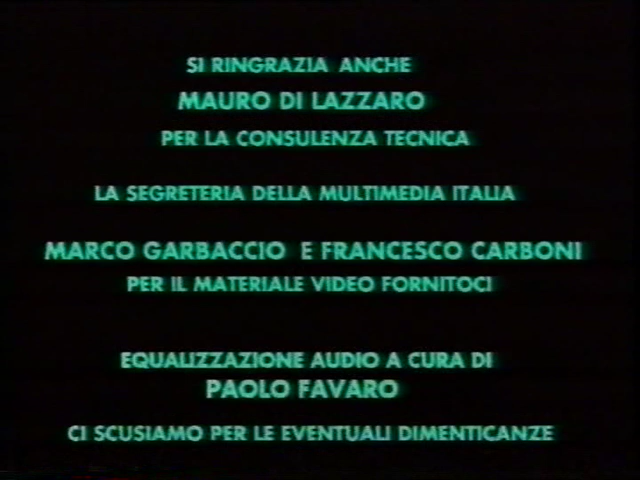 SI RINGRAZIA ANCHE
MAURO DI LAZZARO
PER LA CONSULENZA TECNICA
LA SEGRETERIA DELLA MULTIMEDIA ITALIA
MARCO GARBACCIO E FRANCESCO CARBONI
PER IL MATERIALE VIDEO FORNITOCI
EQUALIZZAZIONE AUDIO A CURA DI
PAOLO FAVARO
CI SCUSIAMO PER LE EVENTUALI DIMENTICANZE